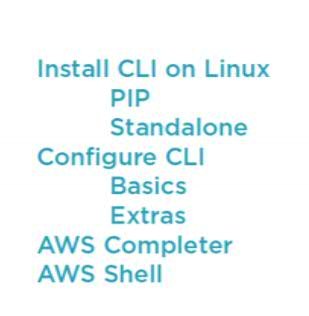 Install CLI on Linux
PIP
Standalone
Configure CLI
Basics
Extras
AWS Completer
AWS Shell